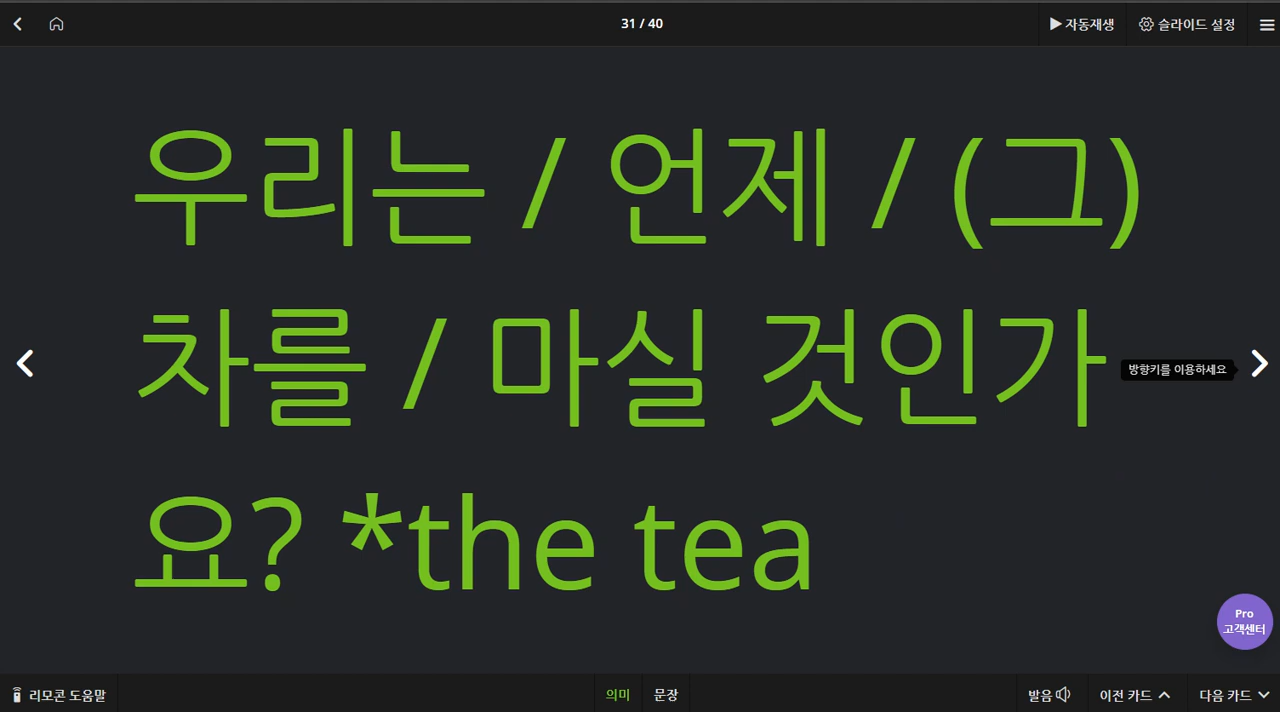 31 / 40
자동재생
슬라이드 설정
우리는 / 언제 / (그)
차를 / 마실 것인가
요? *the tea
방향키를 이용하세요
Pro
고객센터
리모콘 도움말
의미
문장
발음
이전 카드
다음 카드